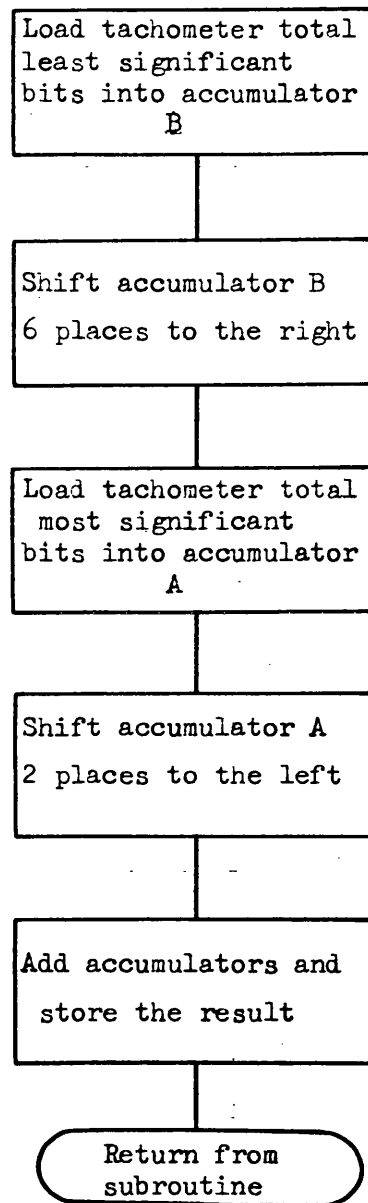 Load tachometer total
least significant
bits into accumulator
B
Shift accumulator B
6 places to the right
Load tachometer total
most significant
bits into accumulator
A
Shift accumulator A
2 places to the left
Add accumulators and
store the result
Return from
subroutine